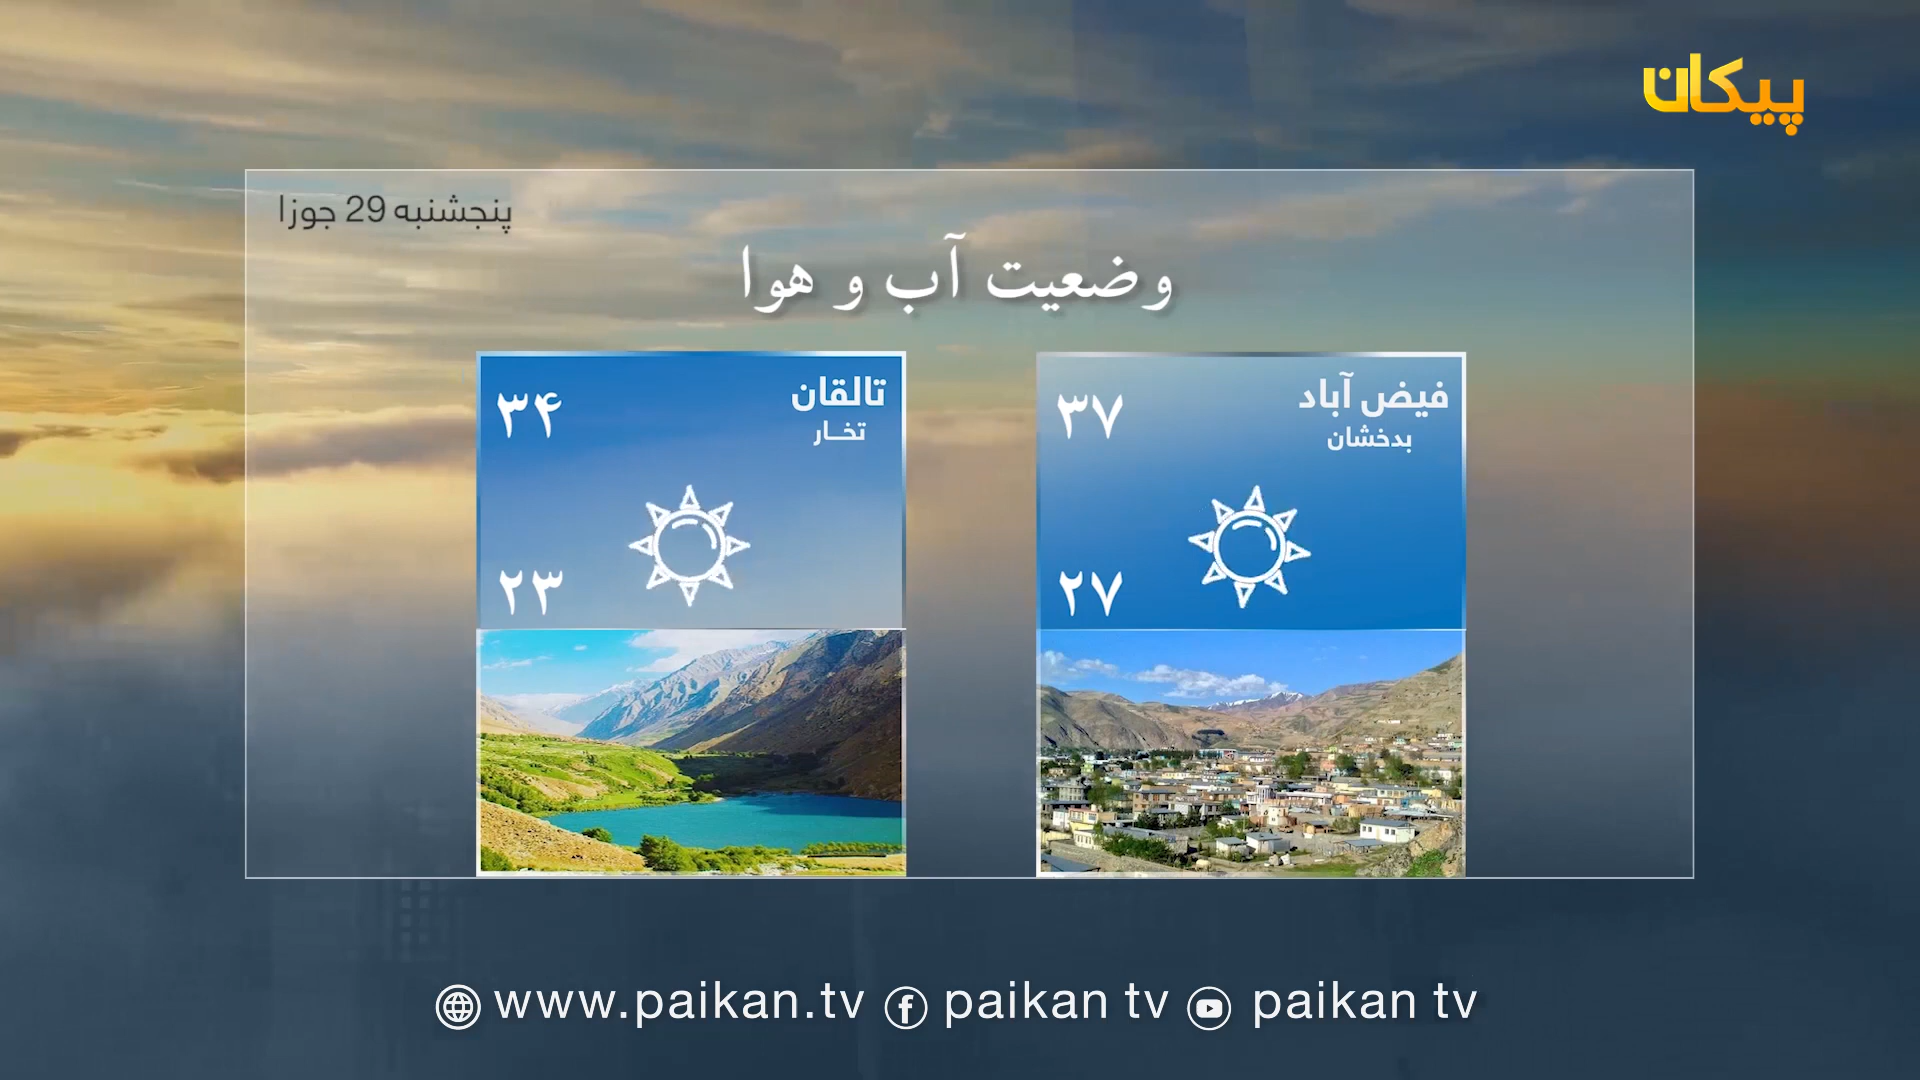 پیکان
پنجشنبه 29 جوزا
وضعیت آب و هوا
فیض آباد
بدخشان
۳۷
۲۷
تالقان
تخار
۳۴
۲۳
www.paikan.tv paikan tv paikan tv